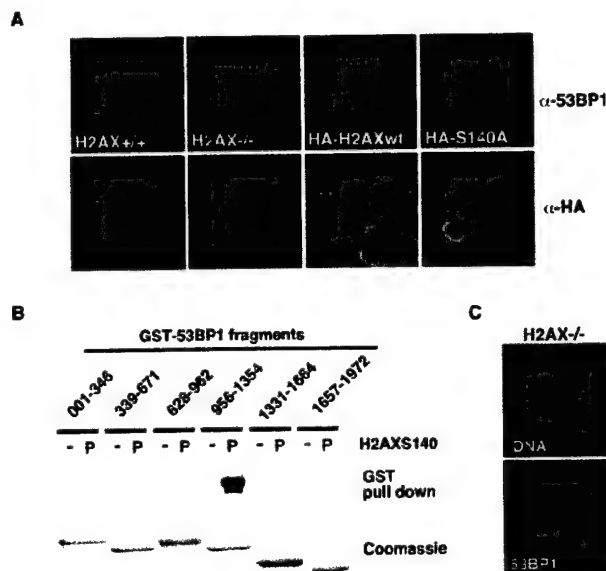 A
α-53BP1
H2AX+/+ H2AX-/- HA-H2AXwt HA-S140A
α-HA
B
GST-53BP1 fragments
001-346 339-671 628-982 956-1354 1331-1664 1657-1972
- P - P - P - P - P - P H2AXS140
GST
pull down
Coomassie
C
H2AX-/-
DNA
53BP1